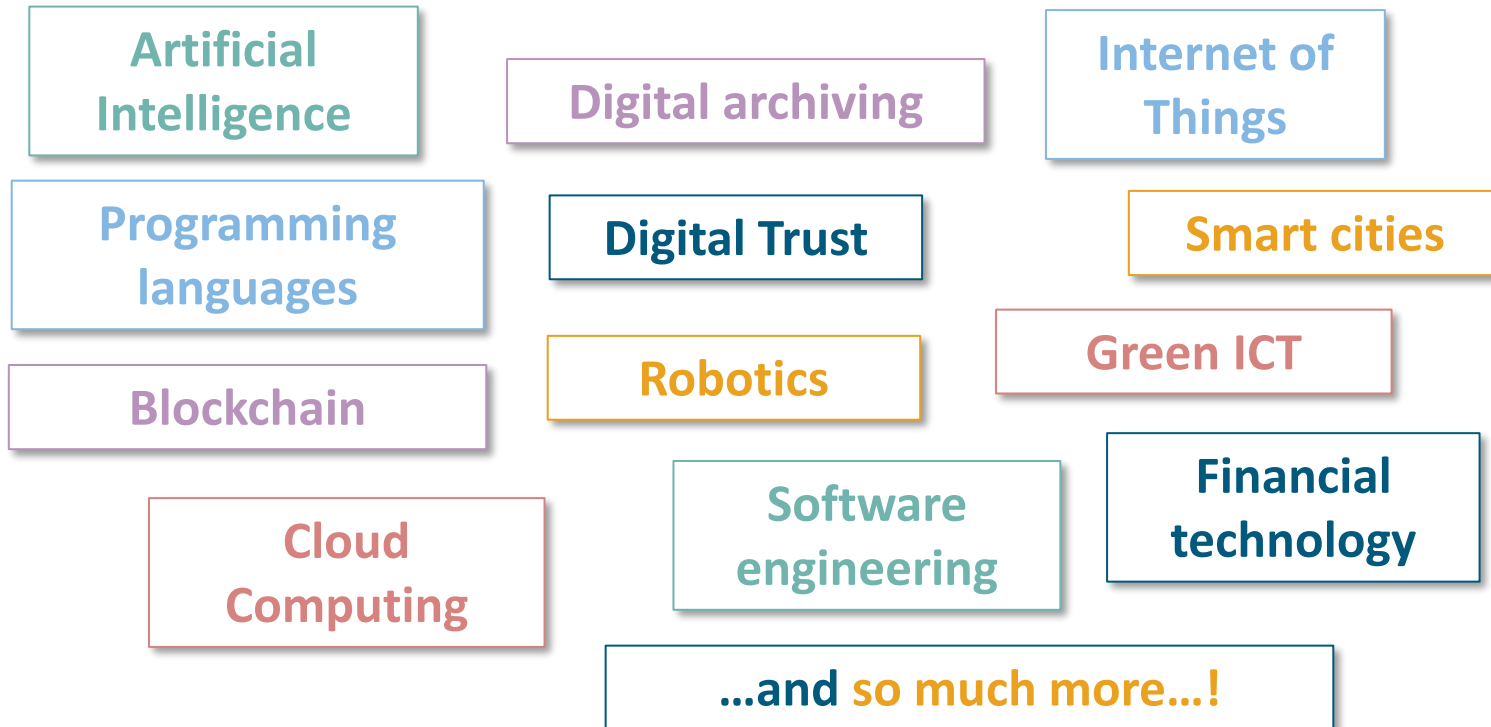 Artificial
Intelligence
Digital archiving
Internet of
Things
Programming
languages
Digital Trust
Smart cities
Blockchain
Robotics
Green ICT
Cloud
Computing
Software
engineering
Financial
technology
…and so much more…!